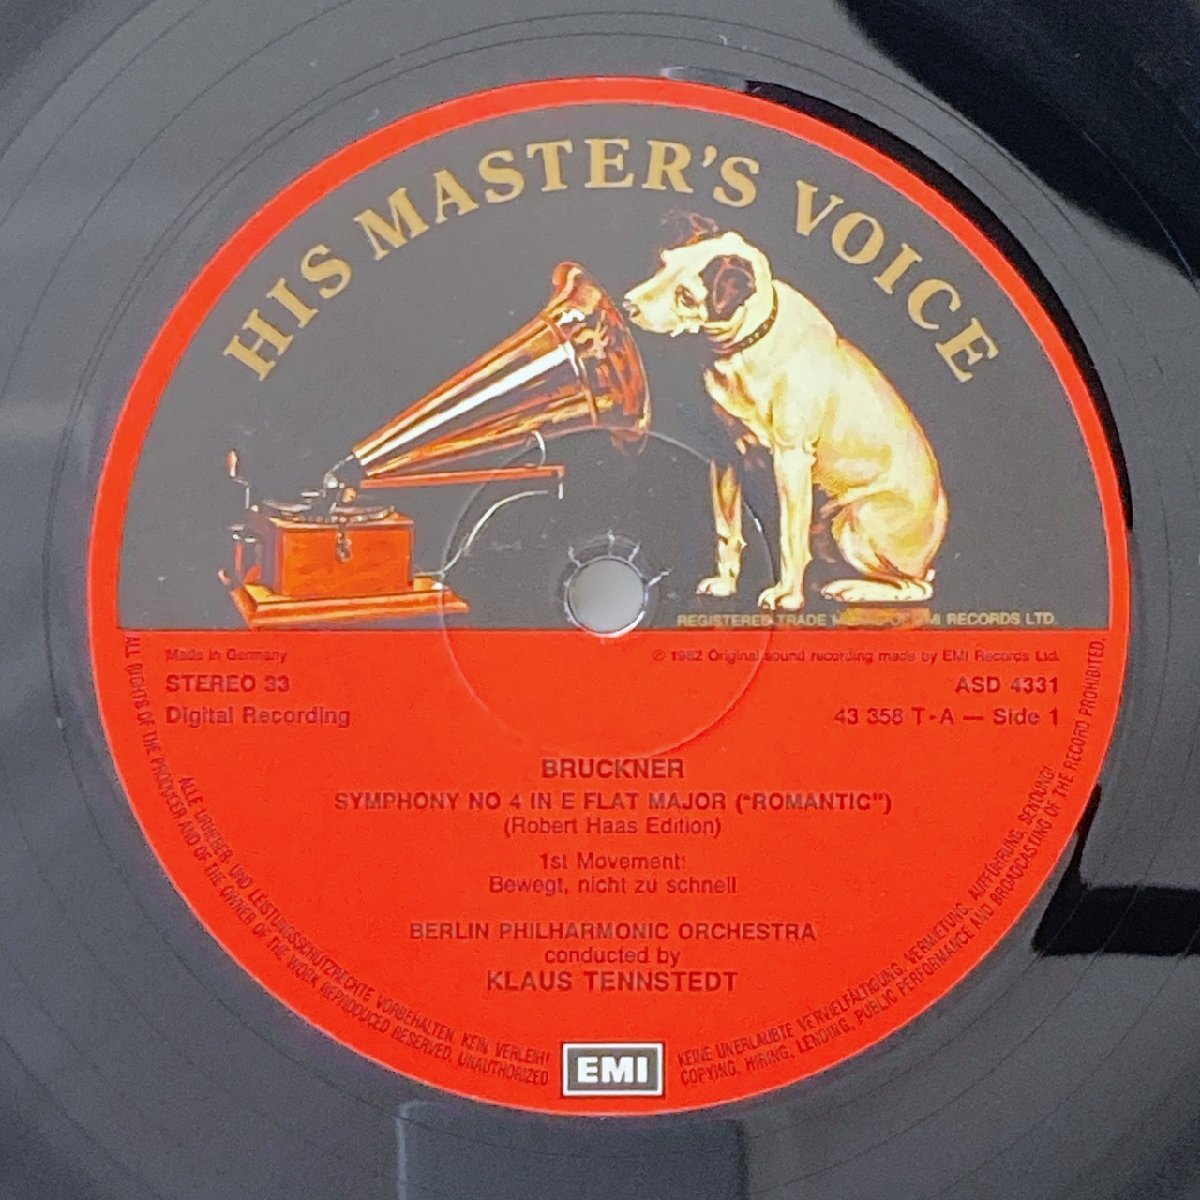 HIS MASTER'S VOICE
REGISTERED TRADE MARK OF EMI RECORDS LTD
Made in Germany
℗ 1982 Original sound recording made by EMI Records Ltd.
STEREO 33
ASD 4331
Digital Recording
43 358 T•A — Side 1
BRUCKNER
SYMPHONY NO 4 IN E FLAT MAJOR ("ROMANTIC")
(Robert Haas Edition)
1st Movement:
Bewegt, nicht zu schnell
BERLIN PHILHARMONIC ORCHESTRA
conducted by
KLAUS TENNSTEDT
ALLE URHEBER- UND LEISTUNGSSCHUTZRECHTE VORBEHALTEN. KEIN VERLEIH! KEINE UNERLAUBTE VERVIELFÄLTIGUNG, VERMIETUNG, AUFFÜHRUNG, SENDUNG!
ALL RIGHTS OF THE PRODUCER AND OF THE OWNER OF THE WORK REPRODUCED RESERVED. UNAUTHORIZED COPYING, HIRING, LENDING, PUBLIC PERFORMANCE AND BROADCASTING OF THE RECORD PROHIBITED.
EMI